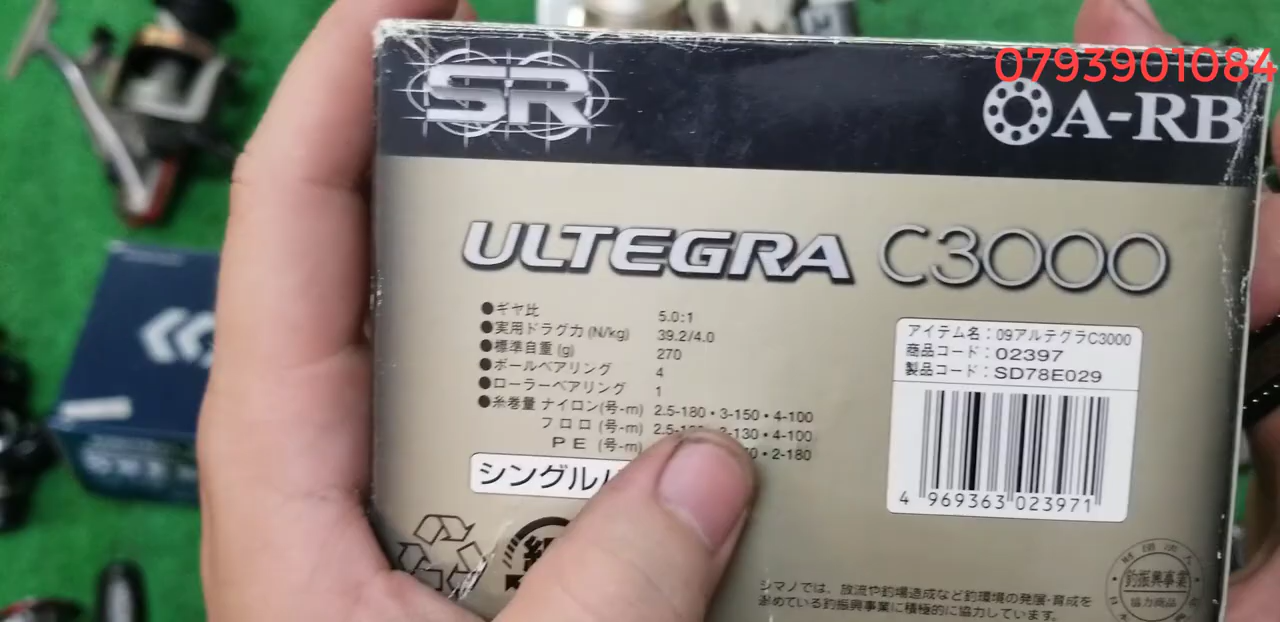 0793901084
SR
A-RB
ULTEGRA C3000
●ギヤ比 5.0:1
●実用ドラグ力(N/kg) 39.2/4.0
●標準自重(g) 270
●ボールベアリング 4
●ローラーベアリング 1
●糸巻量 ナイロン(号-m) 2.5-180・3-150・4-100
フロロ(号-m) 2.5- -130・4-100
PE (号-m) ・2-180
アイテム名:09アルテグラC3000
商品コード:02397
製品コード:SD78E029
4 969363 023971
シングル
シマノでは、放流や釣場造成など釣環境の発展・育成を
進めている釣振興事業に積極的に協力しています。
釣振興事業
協力商品